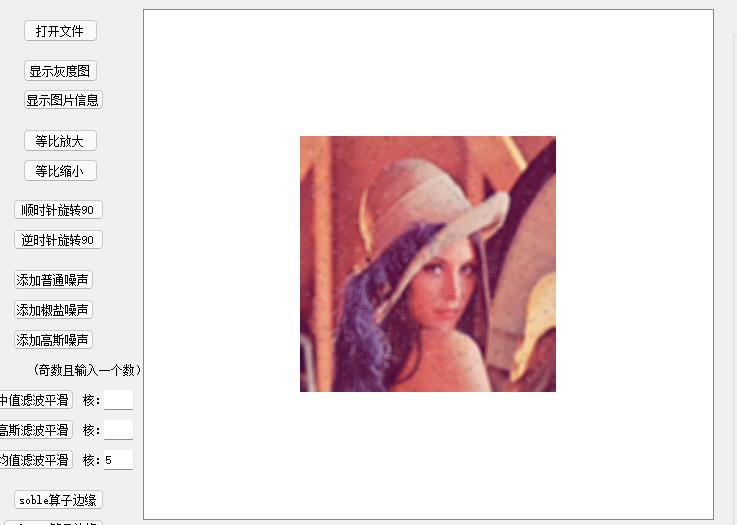 打开文件
显示灰度图
显示图片信息
等比放大
等比缩小
顺时针旋转90
逆时针旋转90
添加普通噪声
添加椒盐噪声
添加高斯噪声
(奇数且输入一个数)
中值滤波平滑 核:
高斯滤波平滑 核:
均值滤波平滑 核: 5
soble算子边缘